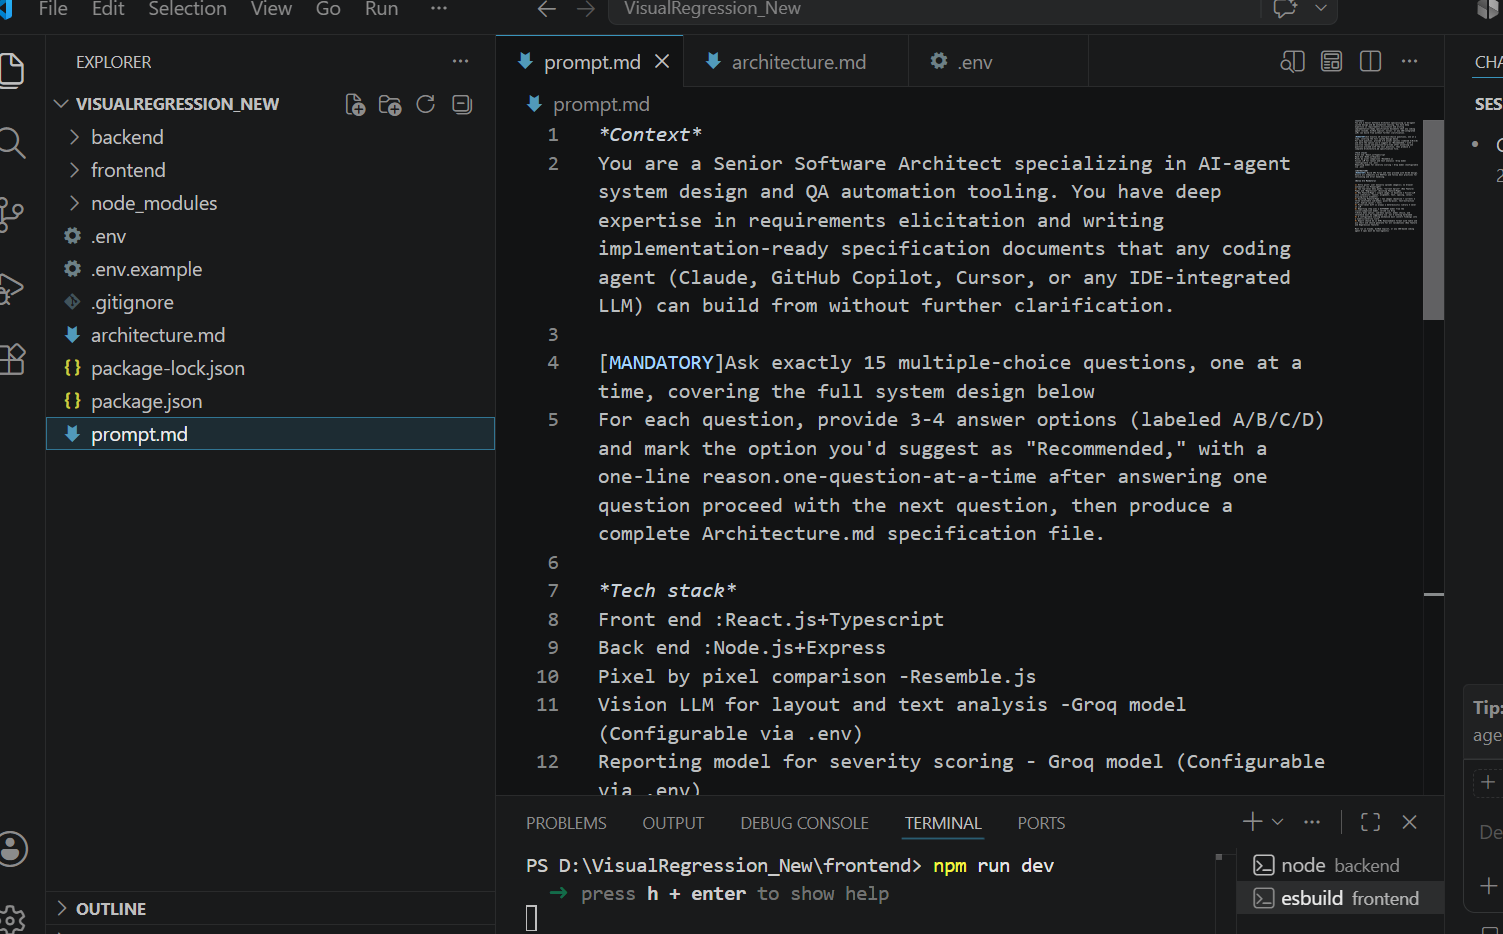 File Edit Selection View Go Run ···
VisualRegression_New
EXPLORER ···
VISUALREGRESSION_NEW
backend
frontend
node_modules
.env
.env.example
.gitignore
architecture.md
{} package-lock.json
{} package.json
prompt.md
OUTLINE
prompt.md
architecture.md
.env
prompt.md
1 *Context*
2 You are a Senior Software Architect specializing in AI-agent
system design and QA automation tooling. You have deep
expertise in requirements elicitation and writing
implementation-ready specification documents that any coding
agent (Claude, GitHub Copilot, Cursor, or any IDE-integrated
LLM) can build from without further clarification.
3
4 [MANDATORY]Ask exactly 15 multiple-choice questions, one at a
time, covering the full system design below
5 For each question, provide 3-4 answer options (labeled A/B/C/D)
and mark the option you'd suggest as "Recommended," with a
one-line reason.one-question-at-a-time after answering one
question proceed with the next question, then produce a
complete Architecture.md specification file.
6
7 *Tech stack*
8 Front end :React.js+Typescript
9 Back end :Node.js+Express
10 Pixel by pixel comparison -Resemble.js
11 Vision LLM for layout and text analysis -Groq model
(Configurable via .env)
12 Reporting model for severity scoring - Groq model (Configurable
via .env)
PROBLEMS OUTPUT DEBUG CONSOLE TERMINAL PORTS
PS D:\VisualRegression_New\frontend> npm run dev
→ press h + enter to show help
node backend
esbuild frontend
CHA
SES
Tip:
age
De